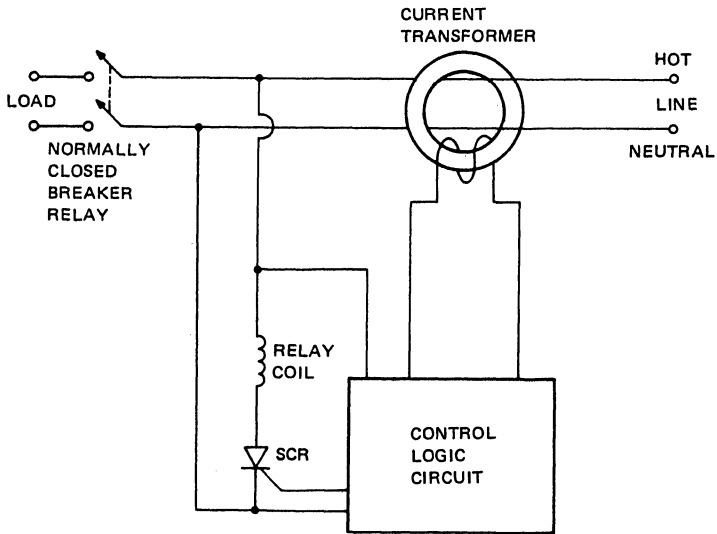 CURRENT
TRANSFORMER
HOT
LOAD
LINE
NORMALLY
CLOSED
BREAKER
RELAY
NEUTRAL
RELAY
COIL
SCR
CONTROL
LOGIC
CIRCUIT